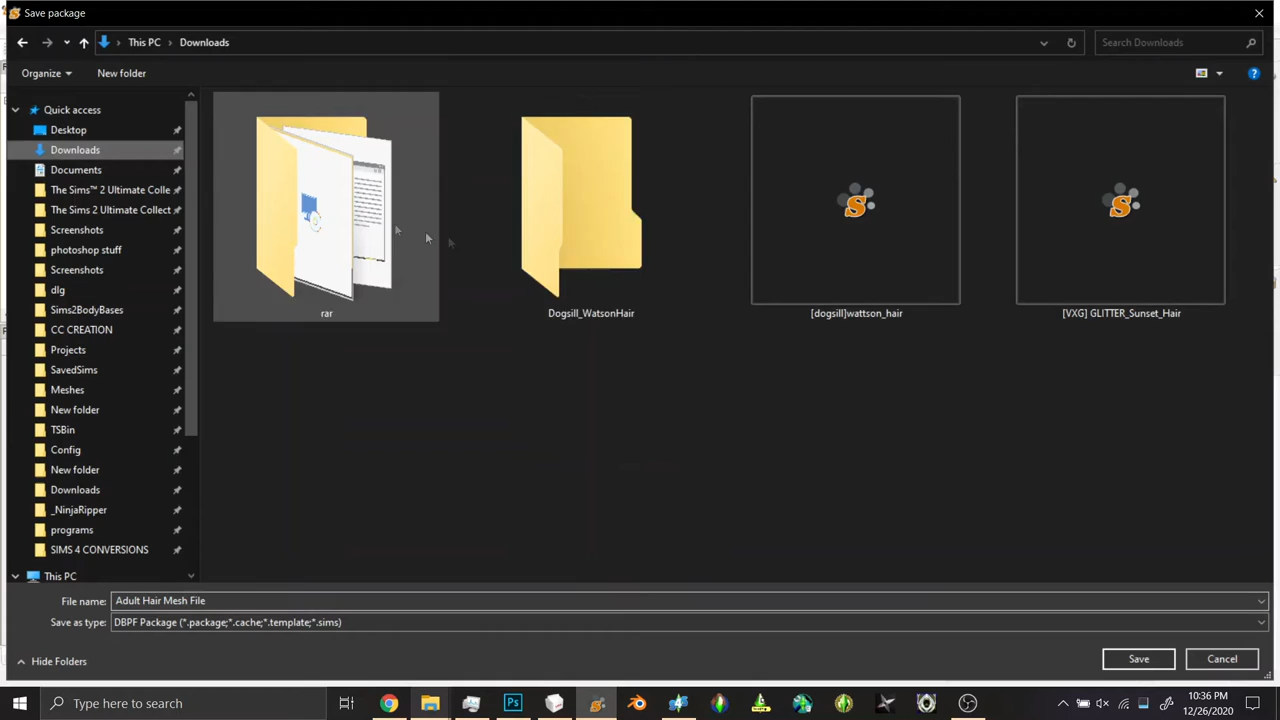 Save package
This PC
Downloads
Search Downloads
Organize
New folder
Quick access
Desktop
Downloads
Documents
The Sims™ 2 Ultimate Colle
The Sims 2 Ultimate Collect
Screenshots
photoshop stuff
Screenshots
dlg
Sims2BodyBases
CC CREATION
Projects
SavedSims
Meshes
New folder
TSBin
Config
New folder
Downloads
_NinjaRipper
programs
SIMS 4 CONVERSIONS
This PC
rar
Dogsill_WatsonHair
[dogsill]wattson_hair
[VXG] GLITTER_Sunset_Hair
File name:
Adult Hair Mesh File
Save as type:
DBPF Package (*.package;*.cache;*.template;*.sims)
Hide Folders
Save
Cancel
Type here to search
10:36 PM
12/26/2020